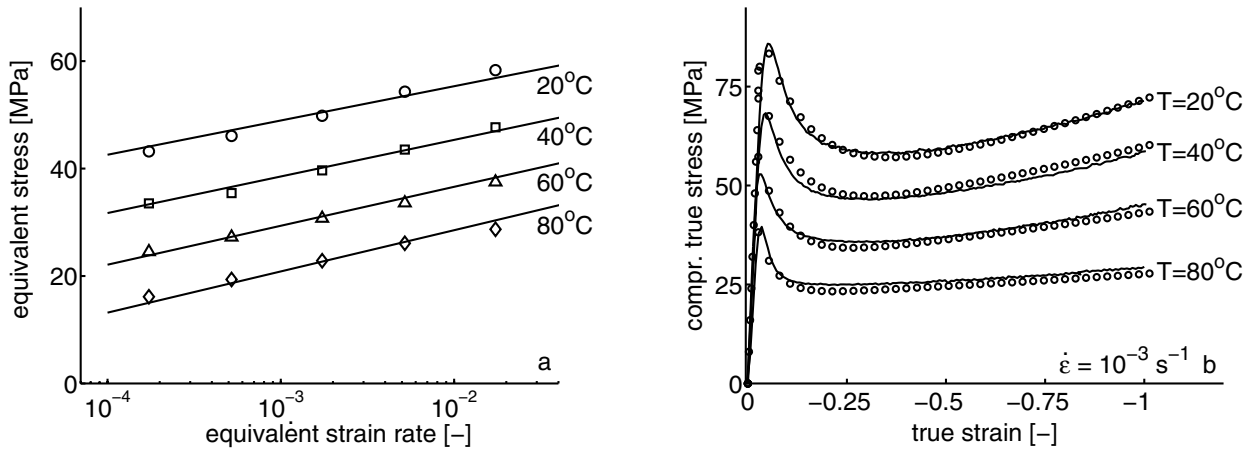 equivalent stress [MPa]
60
40
20
0
20°C
40°C
60°C
80°C
a
10⁻⁴
10⁻³
10⁻²
equivalent strain rate [−]
compr. true stress [MPa]
75
50
25
0
T=20°C
T=40°C
T=60°C
T=80°C
ε̇ = 10⁻³ s⁻¹ b
0
−0.25
−0.5
−0.75
−1
true strain [−]